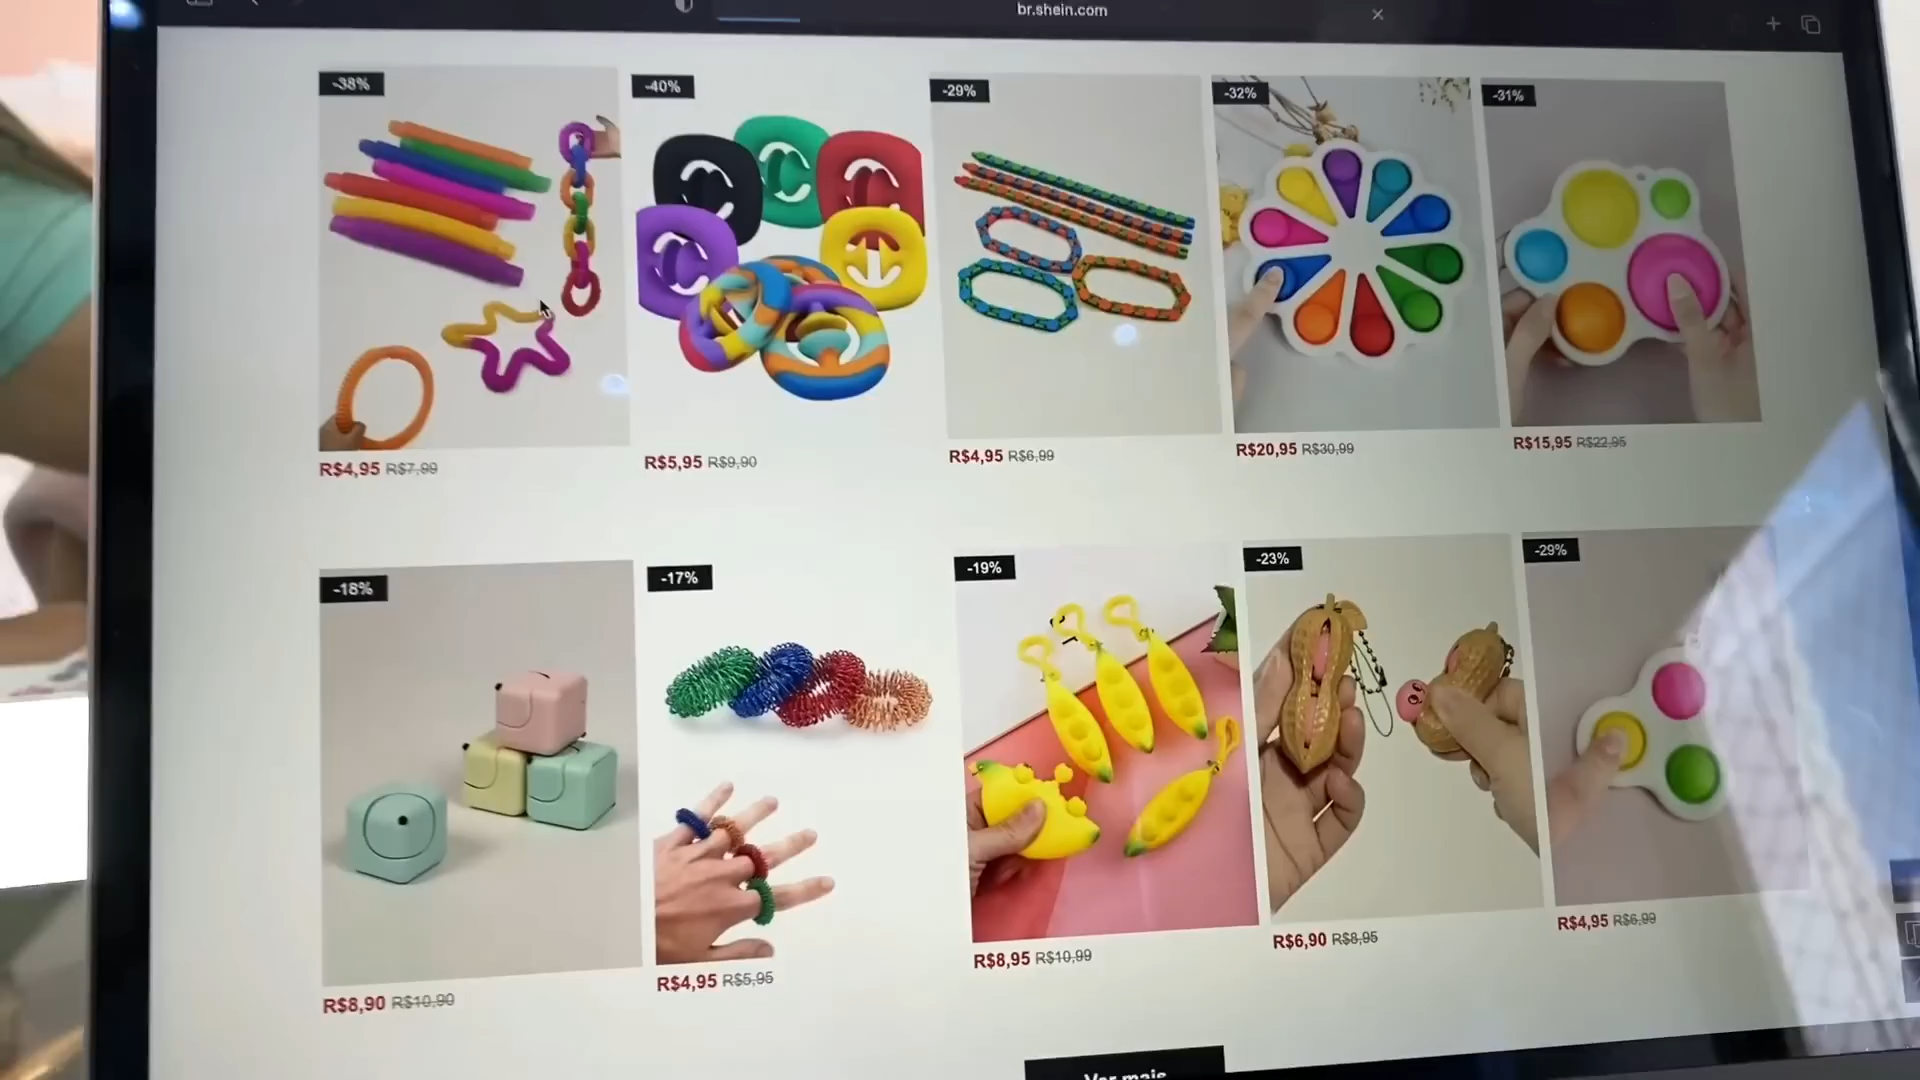 br.shein.com
-38%
-40%
-29%
-32%
-31%
R$4,95 R$7,99
R$5,95 R$9,90
R$4,95 R$6,99
R$20,95 R$30,99
R$15,95 R$22,95
-18%
-17%
-19%
-23%
-29%
R$8,90 R$10,90
R$4,95 R$5,95
R$8,95 R$10,99
R$6,90 R$8,95
R$4,95 R$6,99
Ver mais